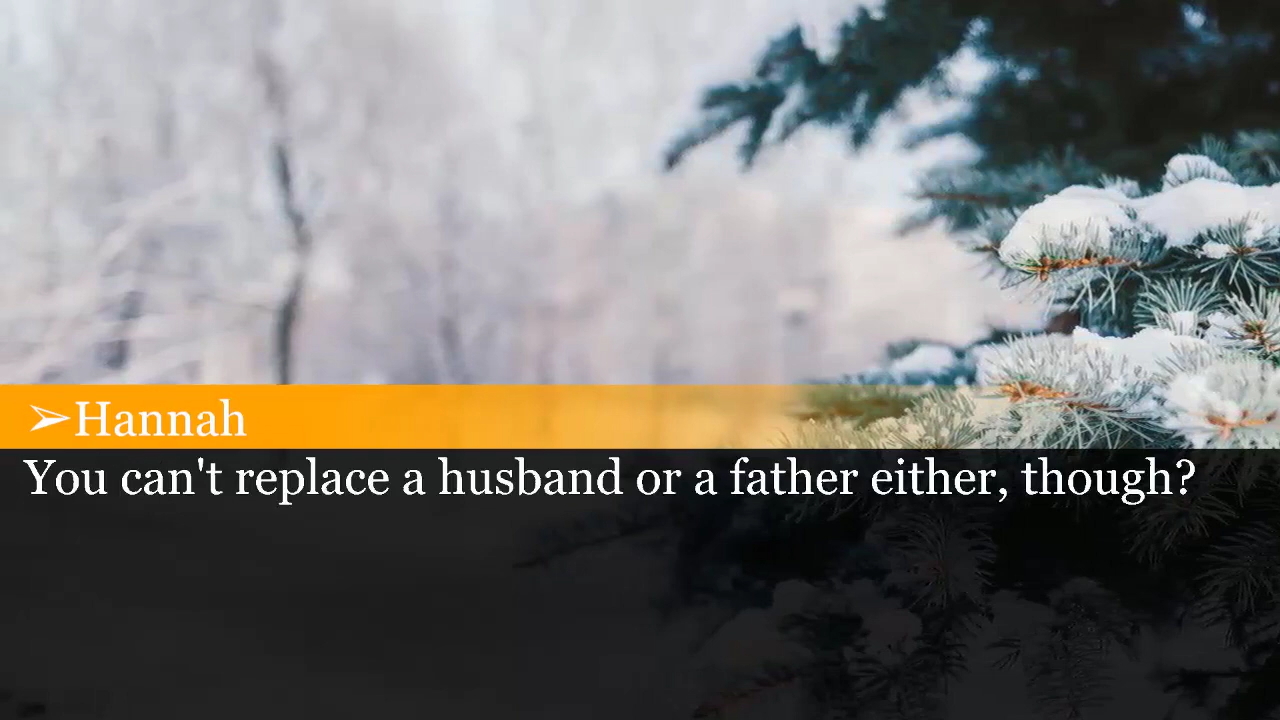 ➢Hannah
You can't replace a husband or a father either, though?